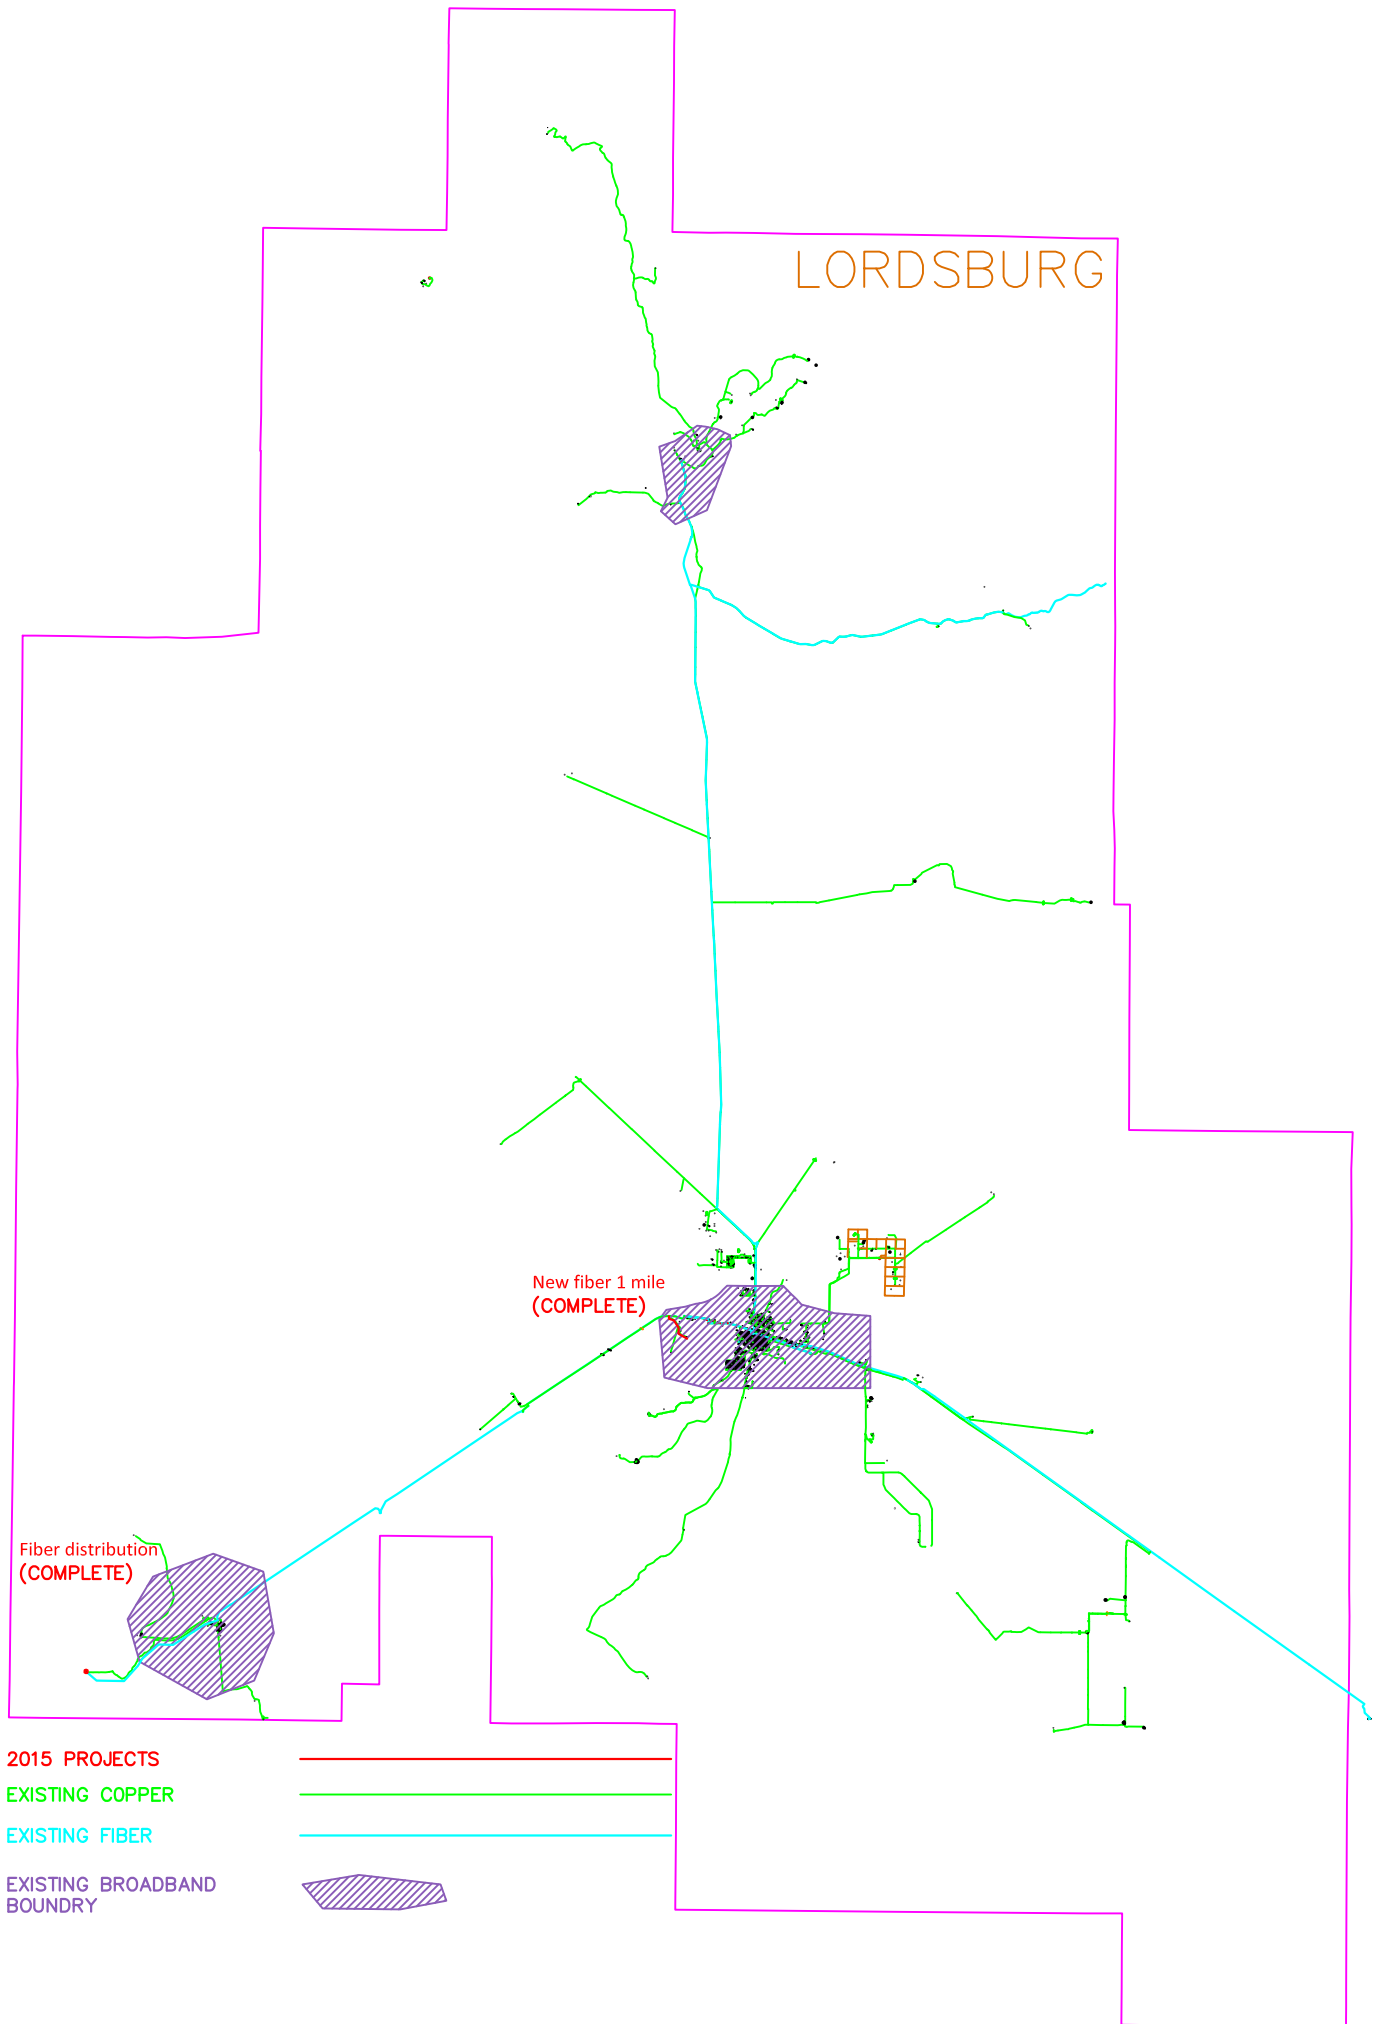 LORDSBURG
New fiber 1 mile
(COMPLETE)
Fiber distribution
(COMPLETE)
2015 PROJECTS
EXISTING COPPER
EXISTING FIBER
EXISTING BROADBAND
BOUNDRY